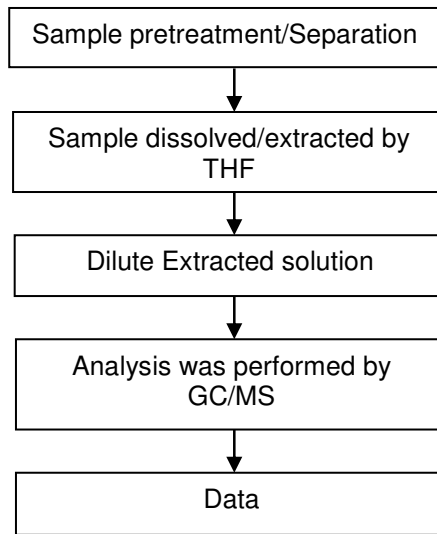 Sample pretreatment/Separation
Sample dissolved/extracted by
THF
Dilute Extracted solution
Analysis was performed by
GC/MS
Data